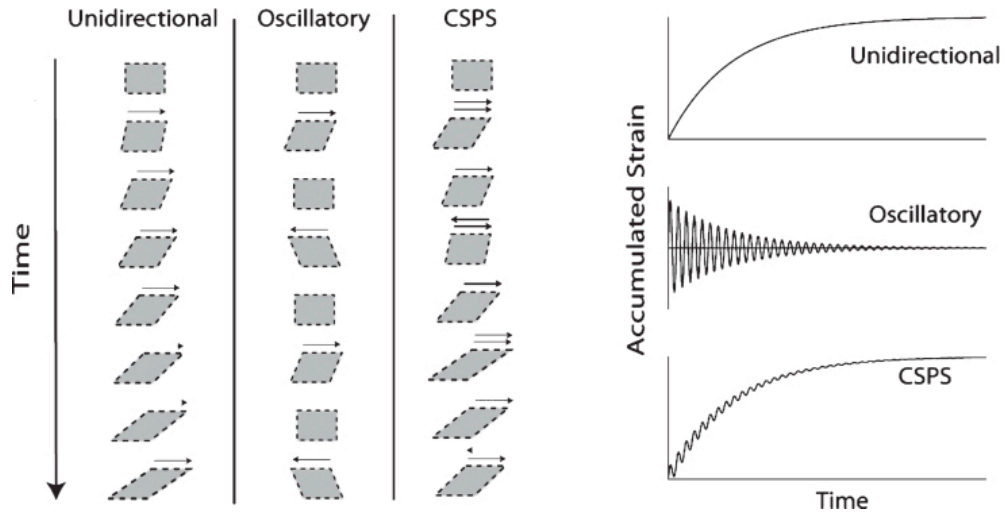 Unidirectional
Oscillatory
CSPS
Time
Accumulated Strain
Unidirectional
Oscillatory
CSPS
Time